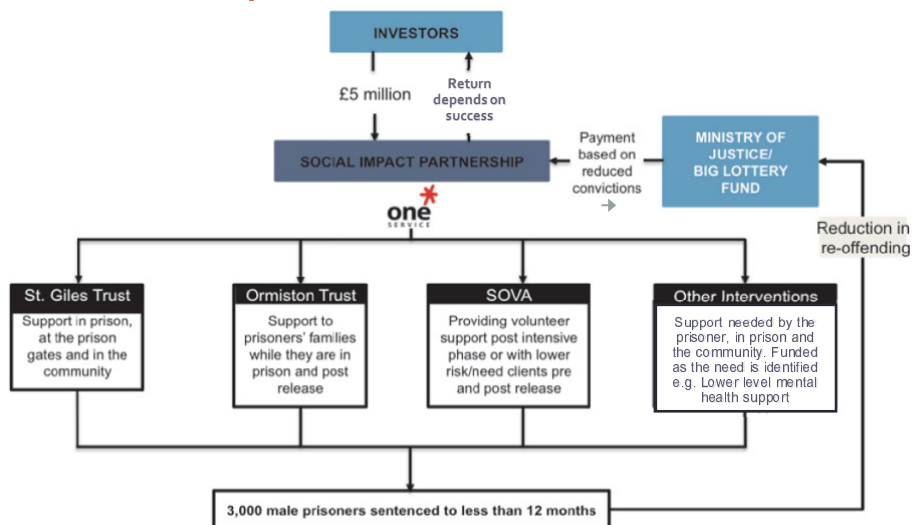 INVESTORS
£5 million
Return
depends on
success
SOCIAL IMPACT PARTNERSHIP
Payment
based on
reduced
convictions
MINISTRY OF
JUSTICE/
BIG LOTTERY
FUND
one
SERVICE
Reduction in
re-offending
St. Giles Trust
Support in prison,
at the prison
gates and in the
community
Ormiston Trust
Support to
prisoners' families
while they are in
prison and post
release
SOVA
Providing volunteer
support post intensive
phase or with lower
risk/need clients pre
and post release
Other Interventions
Support needed by the
prisoner, in prison and
the community. Funded
as the need is identified
e.g. Lower level mental
health support
3,000 male prisoners sentenced to less than 12 months